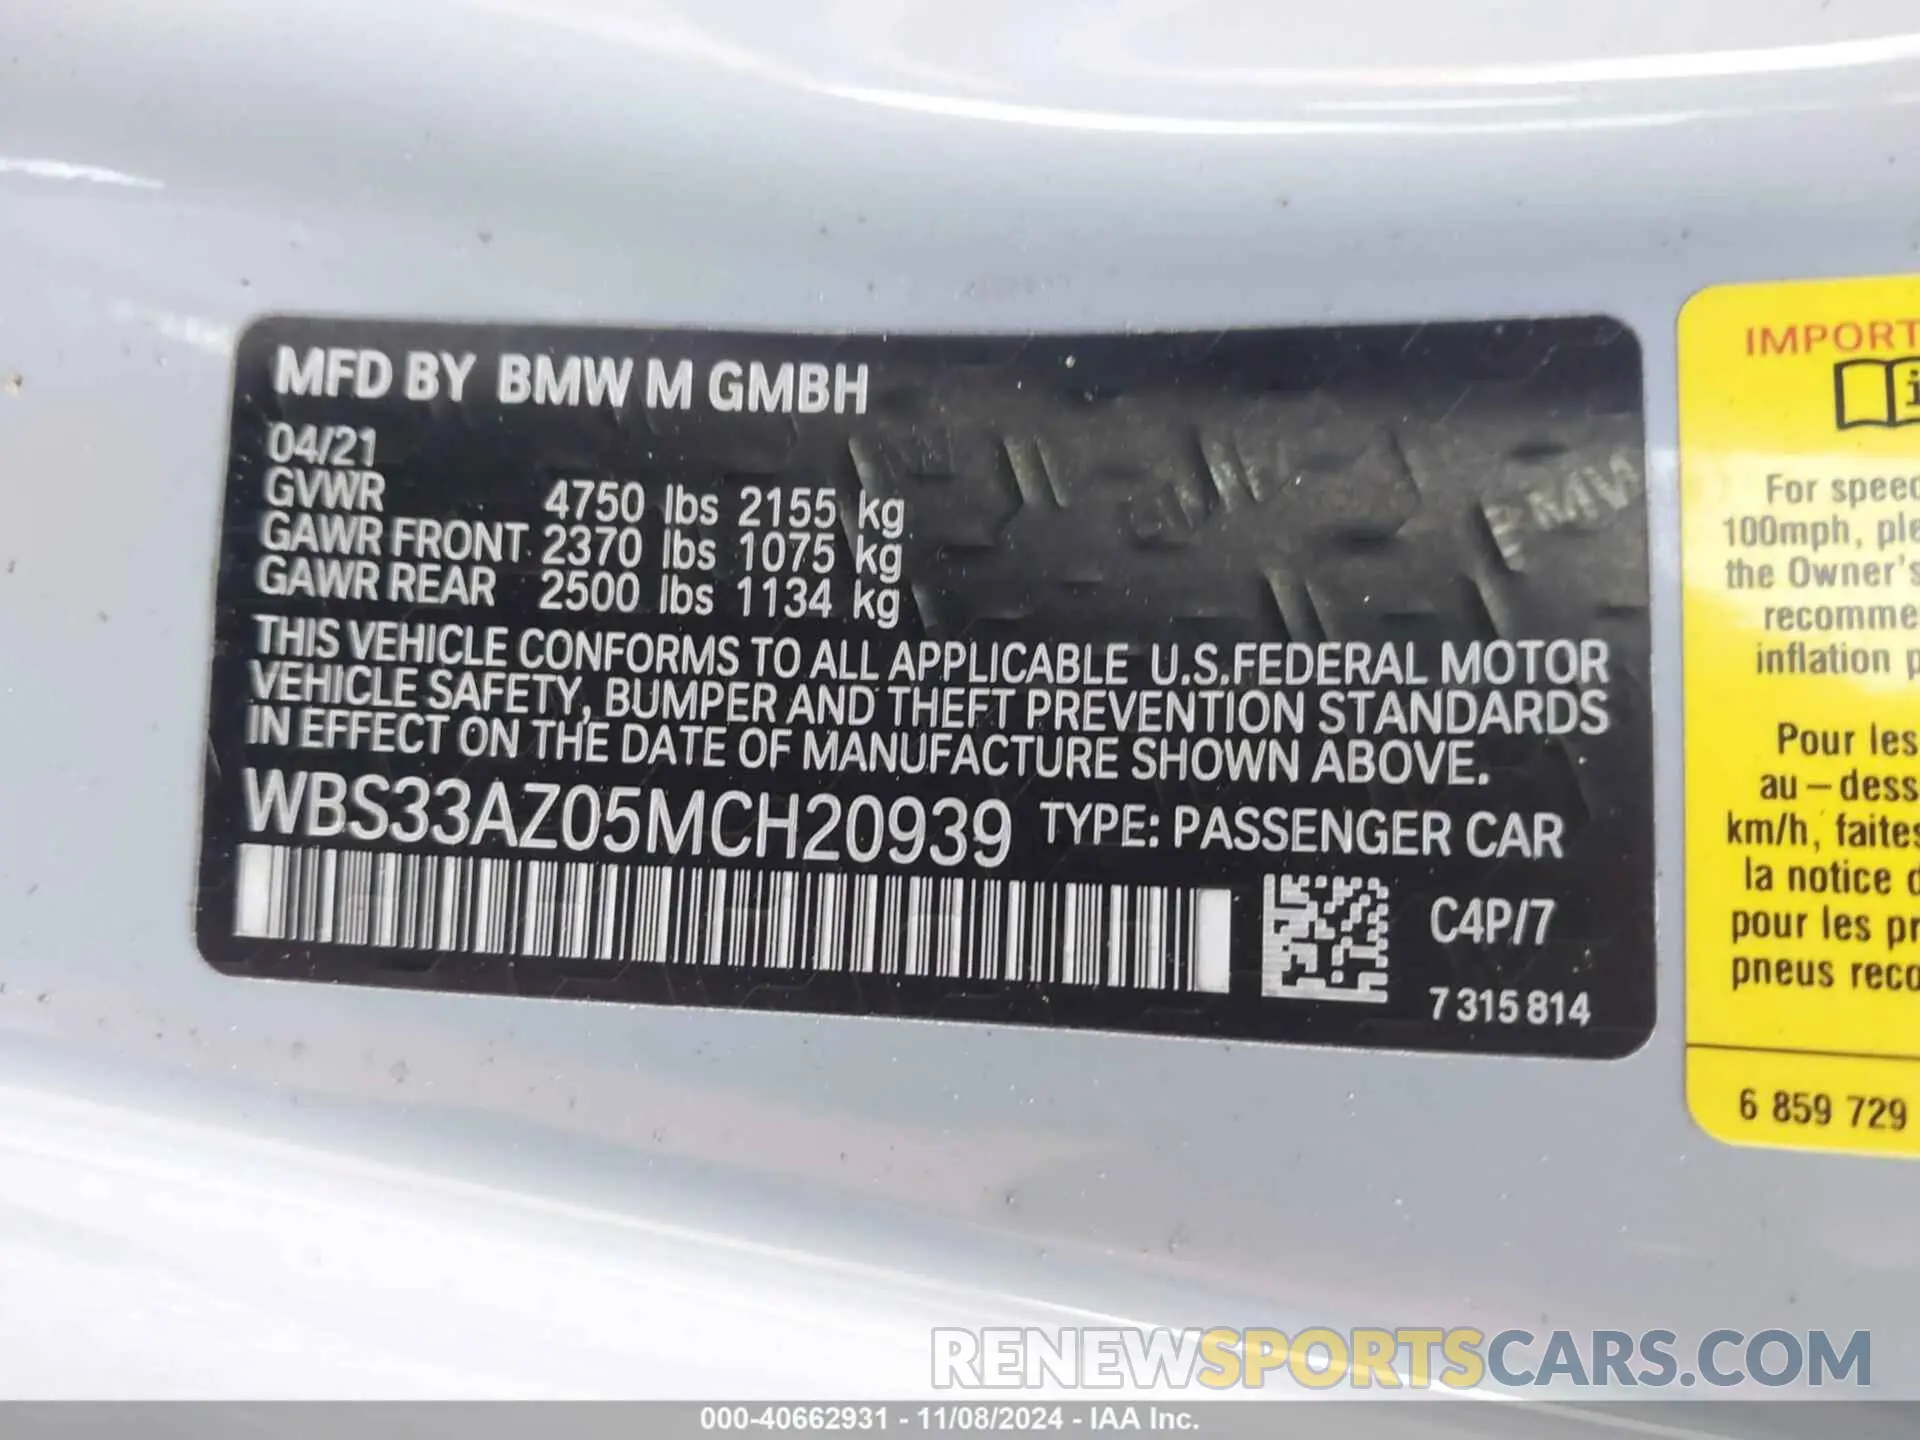 MFD BY BMW M GMBH
04/21
GVWR 4750 lbs 2155 kg
GAWR FRONT 2370 lbs 1075 kg
GAWR REAR 2500 lbs 1134 kg
THIS VEHICLE CONFORMS TO ALL APPLICABLE U.S.FEDERAL MOTOR
VEHICLE SAFETY, BUMPER AND THEFT PREVENTION STANDARDS
IN EFFECT ON THE DATE OF MANUFACTURE SHOWN ABOVE.
WBS33AZ05MCH20939 TYPE: PASSENGER CAR
C4P/7
7 315 814
BMW
IMPORT
For speed
100mph, ple
the Owner's
recomme
inflation p
Pour les
au-dess
km/h, faites
la notice d
pour les pr
pneus reco
6 859 729
RENEWSPORTSCARS.COM
000-40662931 - 11/08/2024 - IAA Inc.